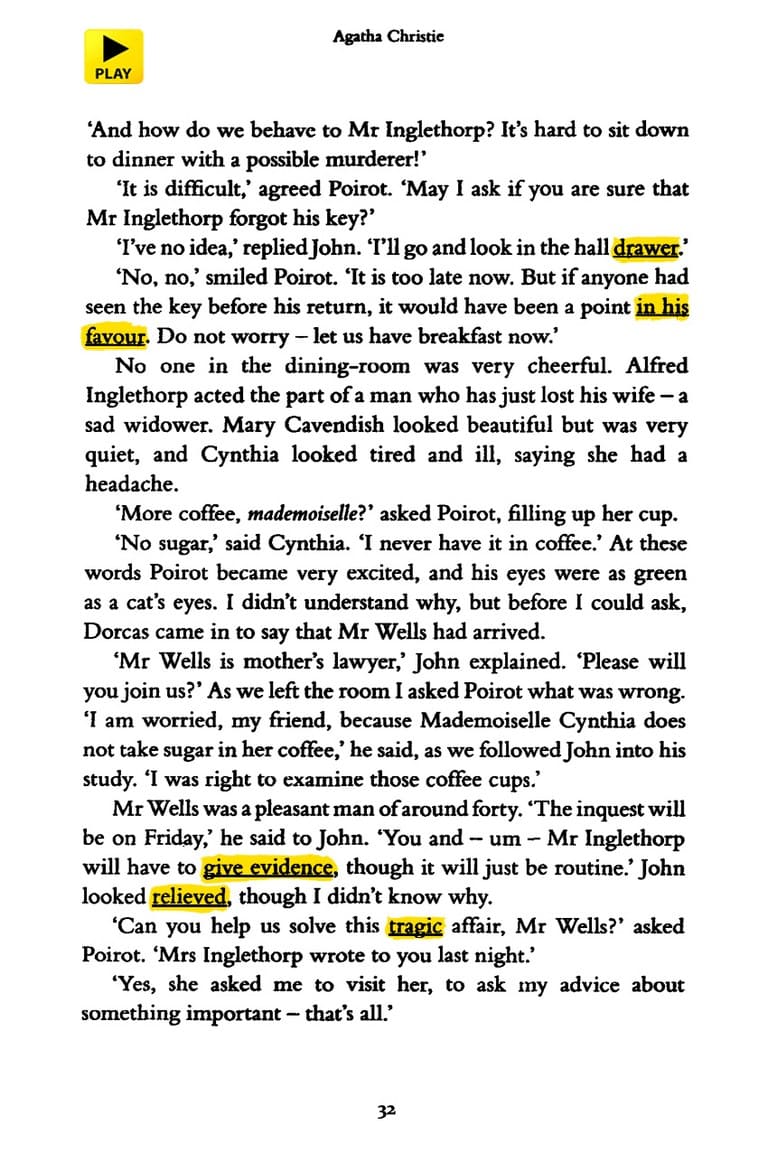 Agatha Christie
PLAY
‘And how do we behave to Mr Inglethorp? It’s hard to sit down
to dinner with a possible murderer!’
‘It is difficult,’ agreed Poirot. ‘May I ask if you are sure that
Mr Inglethorp forgot his key?’
‘I’ve no idea,’ replied John. ‘I’ll go and look in the hall drawer.’
‘No, no,’ smiled Poirot. ‘It is too late now. But if anyone had
seen the key before his return, it would have been a point in his
favour. Do not worry – let us have breakfast now.’
No one in the dining-room was very cheerful. Alfred
Inglethorp acted the part of a man who has just lost his wife – a
sad widower. Mary Cavendish looked beautiful but was very
quiet, and Cynthia looked tired and ill, saying she had a
headache.
‘More coffee, mademoiselle?’ asked Poirot, filling up her cup.
‘No sugar,’ said Cynthia. ‘I never have it in coffee.’ At these
words Poirot became very excited, and his eyes were as green
as a cat’s eyes. I didn’t understand why, but before I could ask,
Dorcas came in to say that Mr Wells had arrived.
‘Mr Wells is mother’s lawyer,’ John explained. ‘Please will
you join us?’ As we left the room I asked Poirot what was wrong.
‘I am worried, my friend, because Mademoiselle Cynthia does
not take sugar in her coffee,’ he said, as we followed John into his
study. ‘I was right to examine those coffee cups.’
Mr Wells was a pleasant man of around forty. ‘The inquest will
be on Friday,’ he said to John. ‘You and – um – Mr Inglethorp
will have to give evidence, though it will just be routine.’ John
looked relieved, though I didn’t know why.
‘Can you help us solve this tragic affair, Mr Wells?’ asked
Poirot. ‘Mrs Inglethorp wrote to you last night.’
‘Yes, she asked me to visit her, to ask my advice about
something important – that’s all.’
32